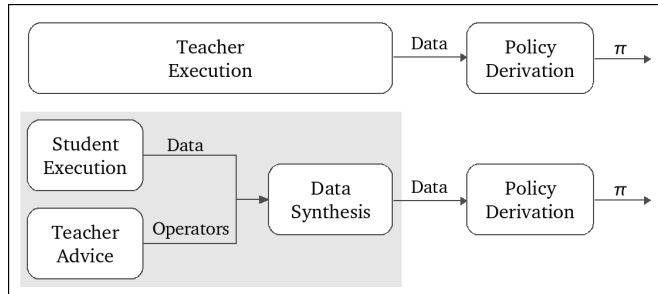 Teacher
Execution
Data
Policy
Derivation
π
Student
Execution
Data
Teacher
Advice
Operators
Data
Synthesis
Data
Policy
Derivation
π